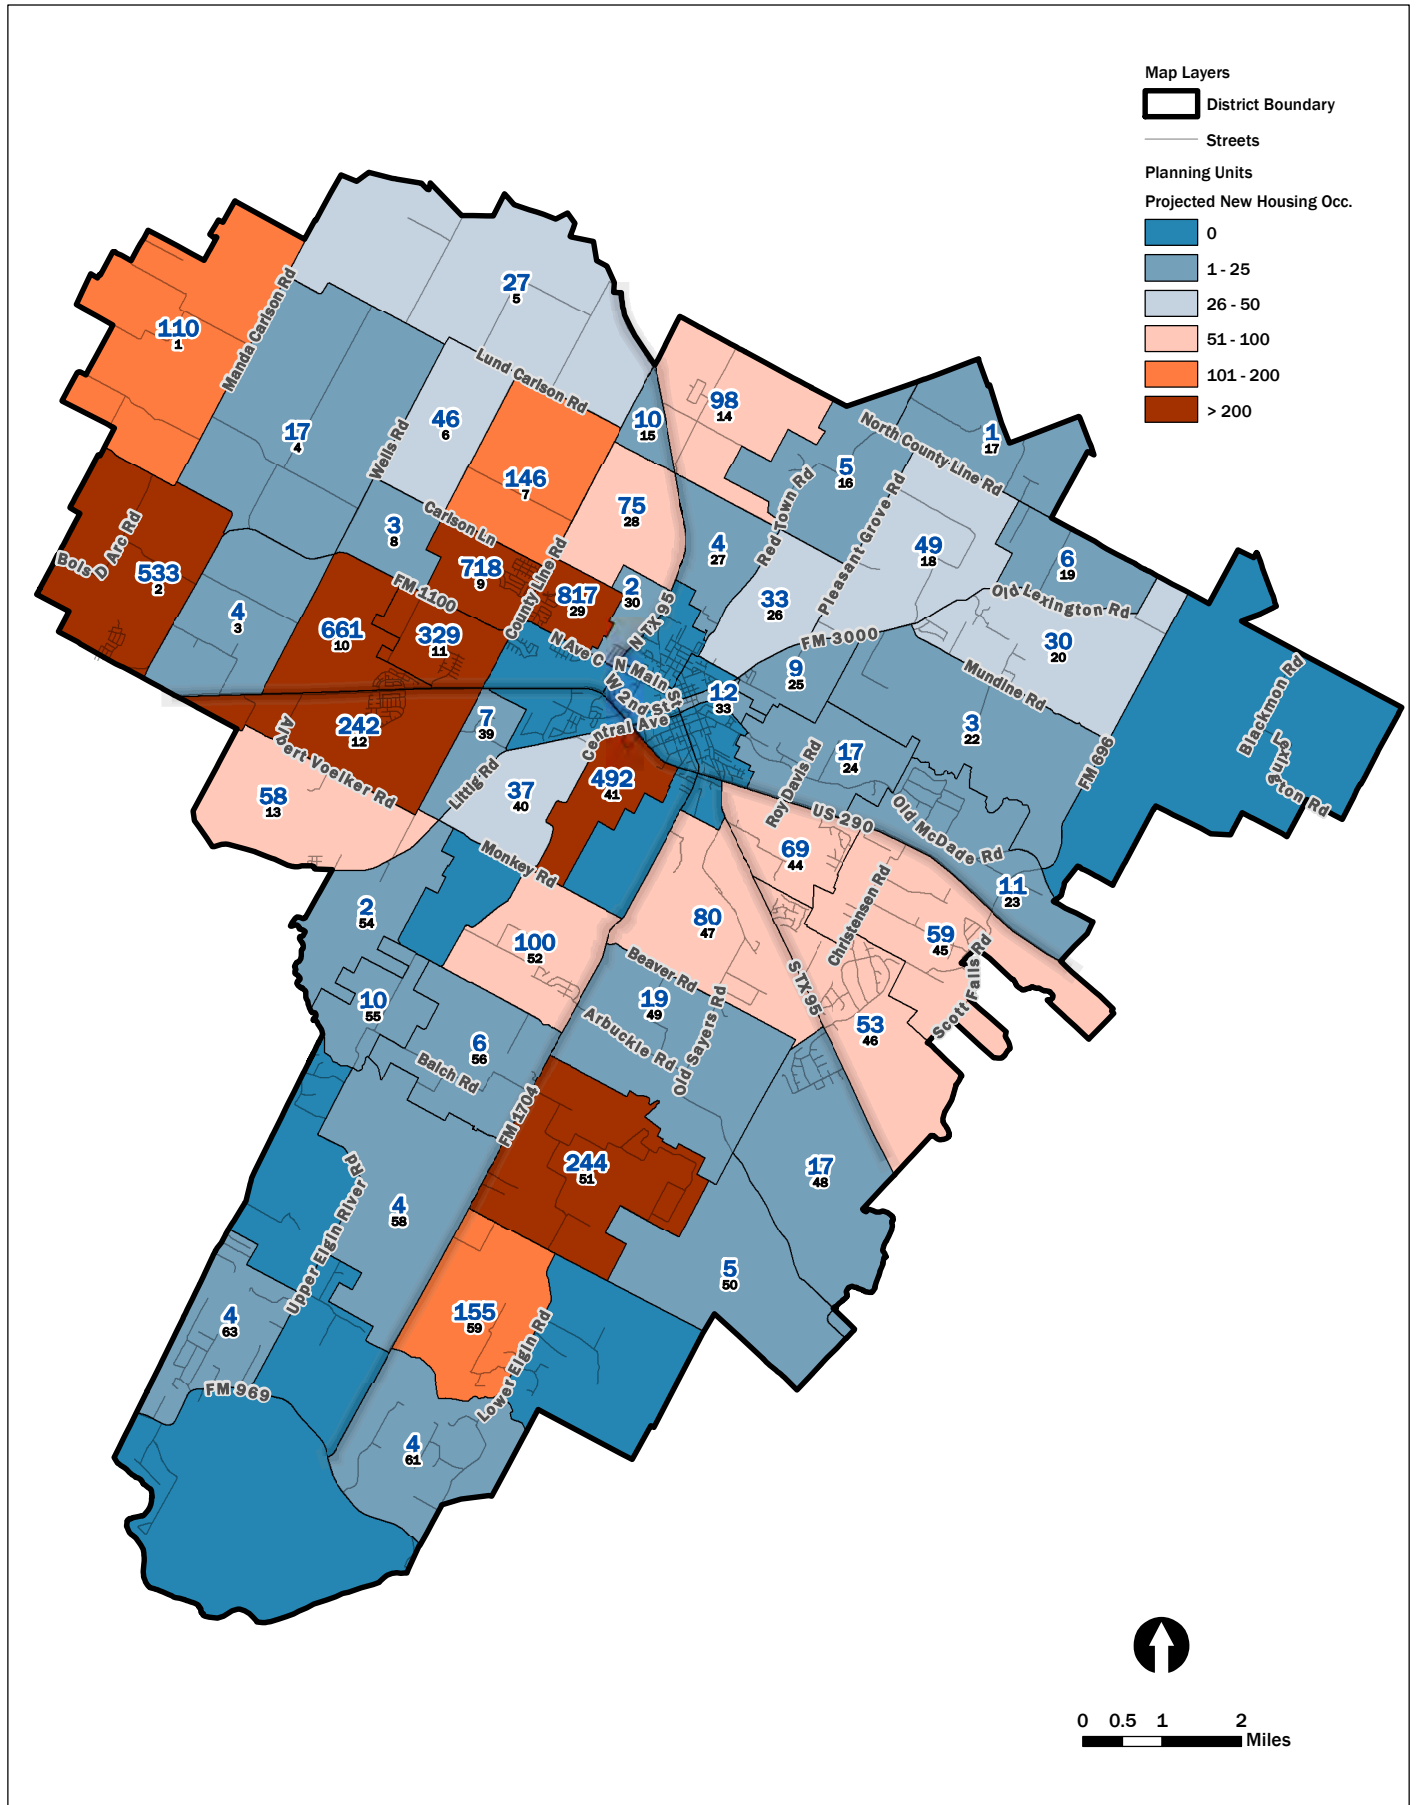 Map Layers
District Boundary
Streets
Planning Units
Projected New Housing Occ.
0
1 - 25
26 - 50
51 - 100
101 - 200
> 200
27
5
110
1
Manda Carlson Rd
Lund Carlson Rd
98
14
10
15
46
6
17
4
Wells Rd
North County Line Rd
1
17
5
16
146
7
75
28
Red Town Rd
Pleasant Grove Rd
3
8
Carlson Ln
4
27
49
18
6
19
Bois D Arc Rd
533
2
718
9
County Line Rd
817
29
2
30
FM 1100
33
26
Old Lexington Rd
4
3
661
10
329
11
N TX 95
N Ave C
N Main St
W 2nd St
Central Ave
FM 3000
30
20
9
25
Mundine Rd
12
33
242
12
7
39
3
22
FM 696
Blackmon Rd
Lexington Rd
Albert Voelker Rd
17
24
Roy Davis Rd
Littig Rd
37
40
492
41
58
13
US 290
Old McDade Rd
69
44
Monkey Rd
11
23
2
54
80
47
Christensen Rd
59
45
100
52
Beaver Rd
S TX 95
Scott Falls Rd
10
55
19
49
53
46
Arbuckle Rd
Old Sayers Rd
6
56
Balch Rd
FM 1704
244
51
17
48
4
58
Upper Elgin River Rd
5
50
4
63
155
59
Lower Elgin Rd
FM 969
4
61
0 0.5 1 2
Miles